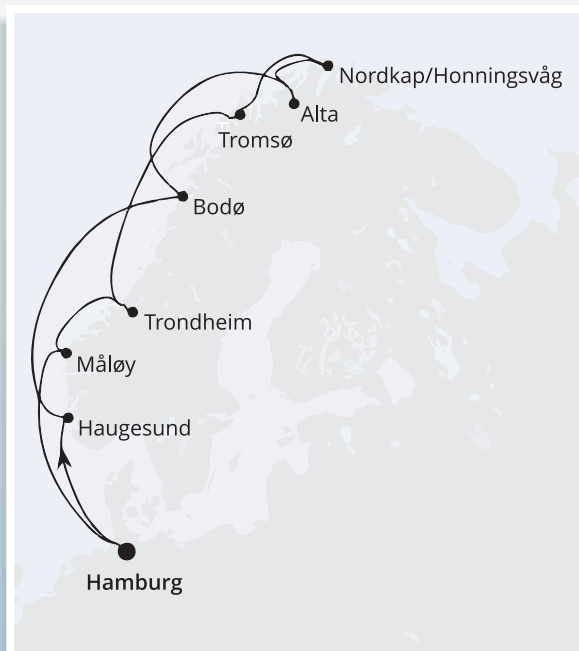 Nordkap/Honningsvåg
Alta
Tromsø
Bodø
Trondheim
Måløy
Haugesund
Hamburg